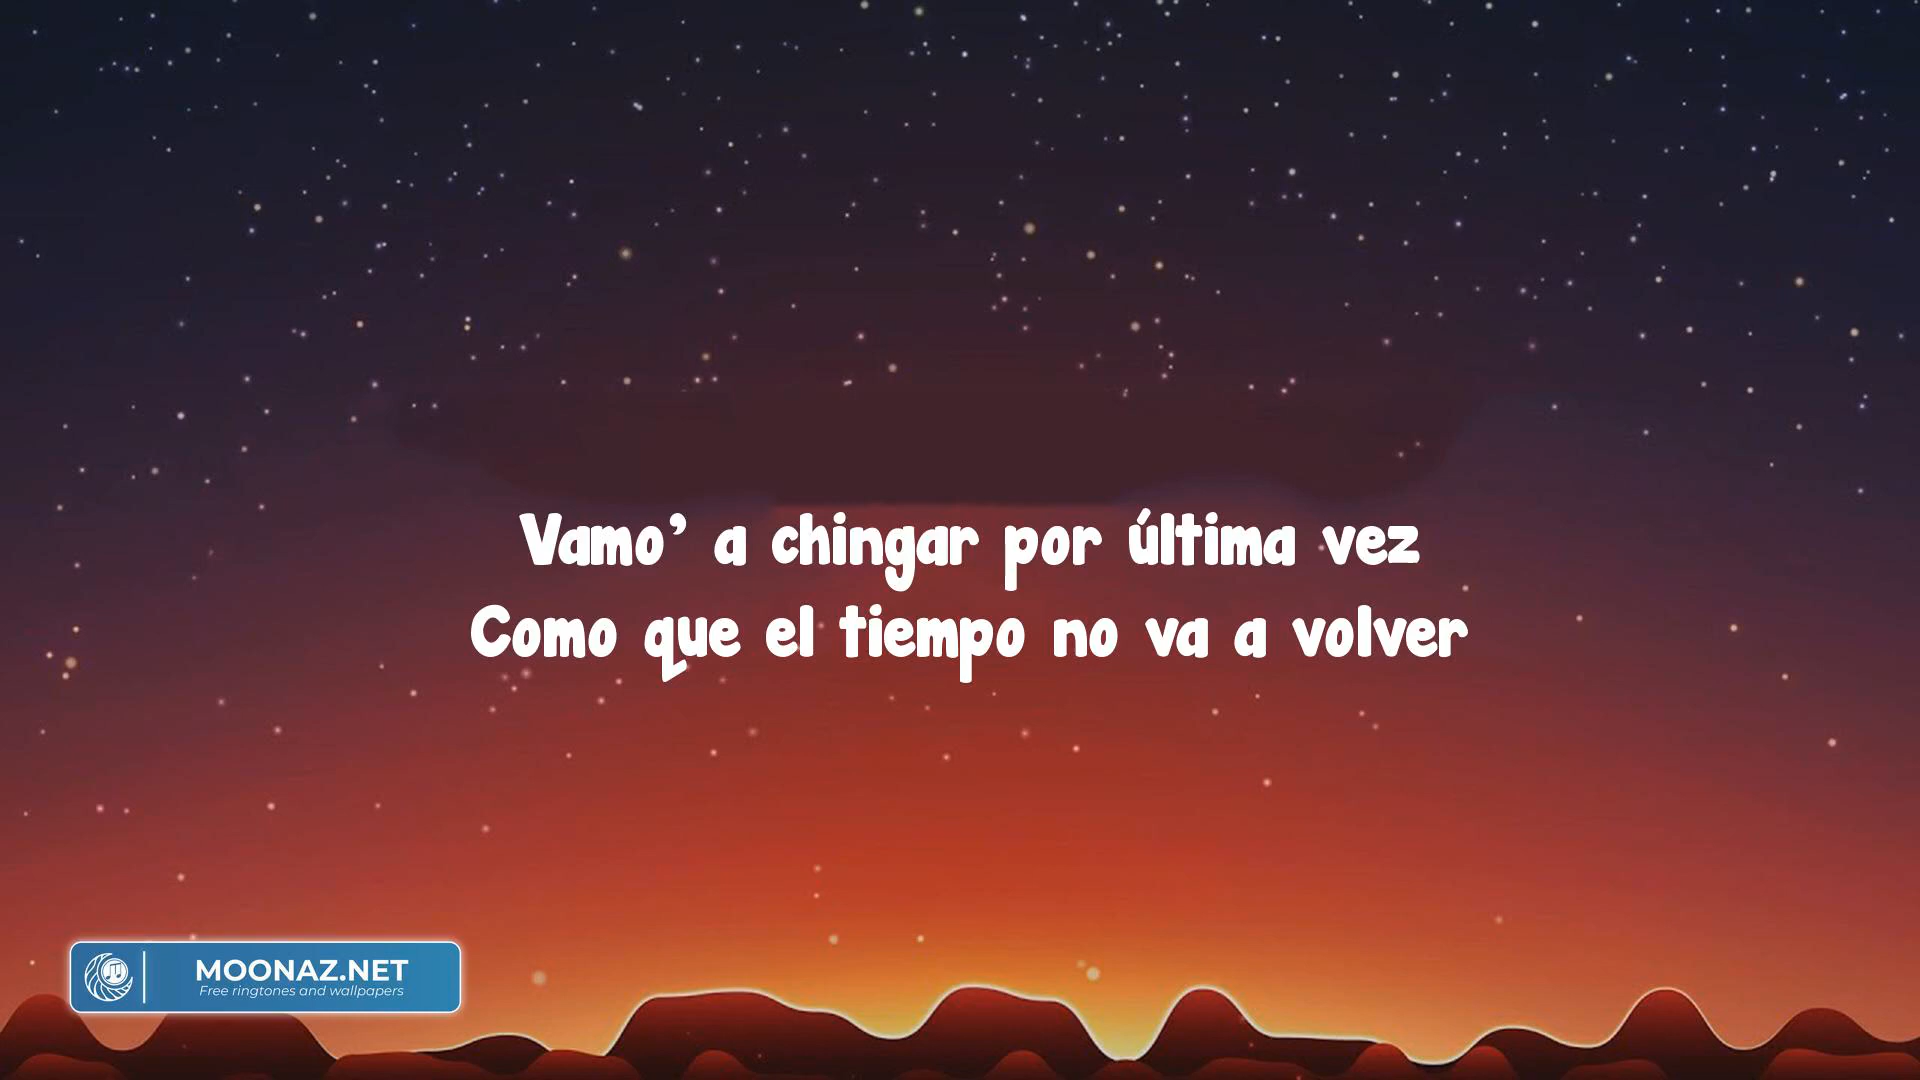 Vamo' a chingar por última vez
Como que el tiempo no va a volver
MOONAZ.NET
Free ringtones and wallpapers